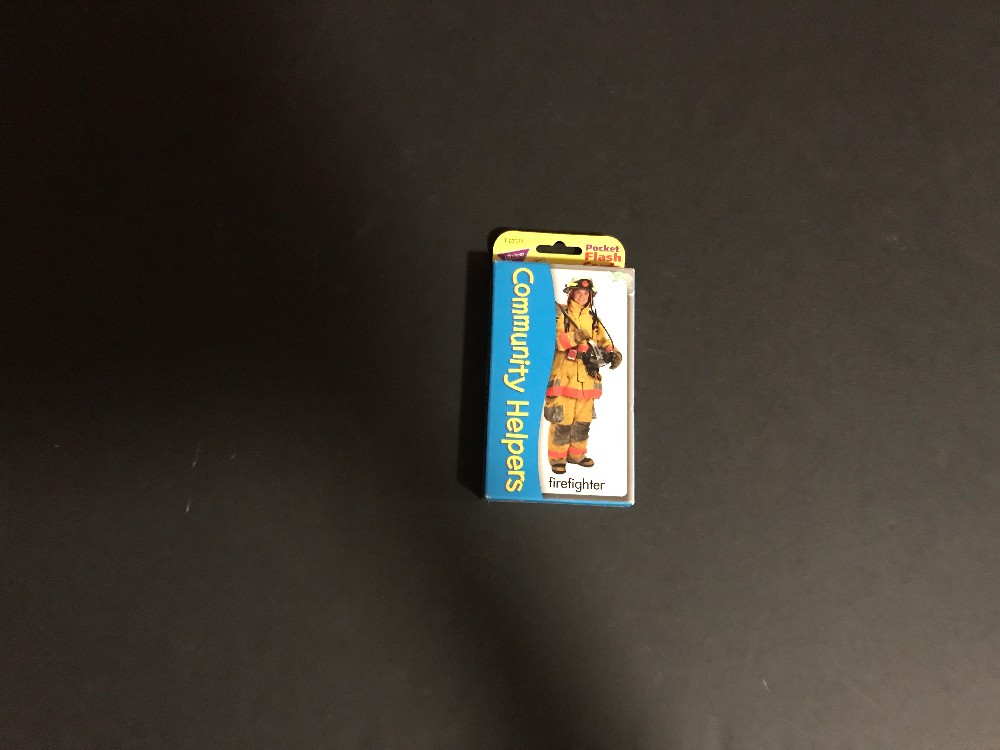 Pocket
Flash
Community Helpers
firefighter